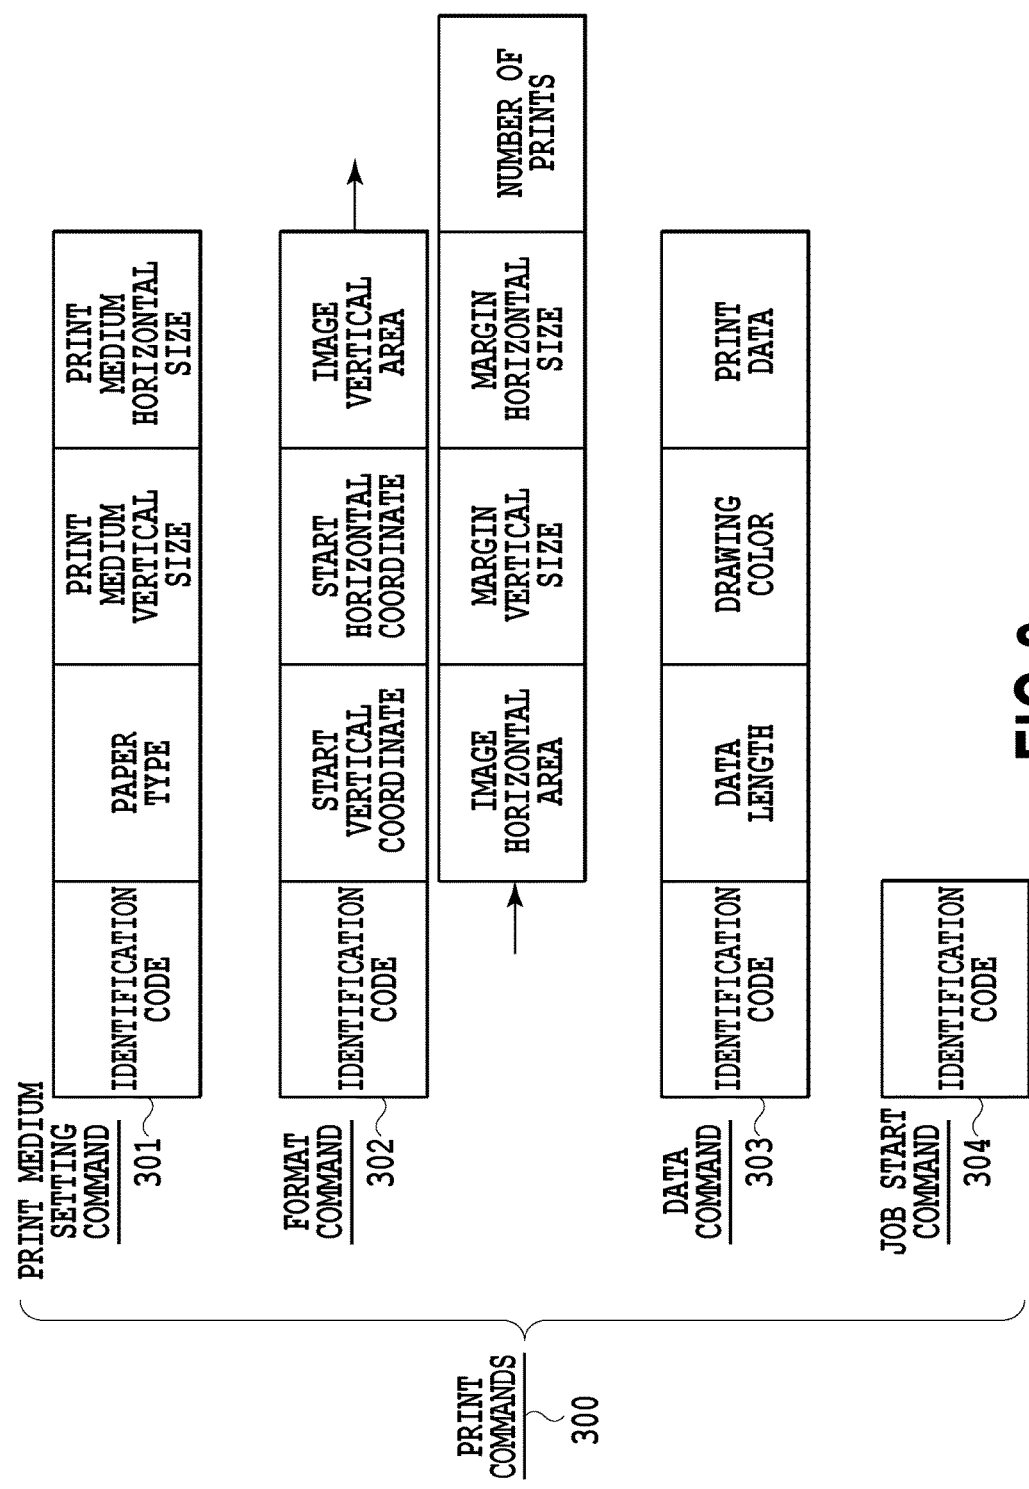 PRINT
COMMANDS
300
PRINT MEDIUM
SETTING
COMMAND
301
IDENTIFICATION
CODE
PAPER
TYPE
PRINT
MEDIUM
VERTICAL
SIZE
PRINT
MEDIUM
HORIZONTAL
SIZE
FORMAT
COMMAND
302
IDENTIFICATION
CODE
START
VERTICAL
COORDINATE
START
HORIZONTAL
COORDINATE
IMAGE
VERTICAL
AREA
IMAGE
HORIZONTAL
AREA
MARGIN
VERTICAL
SIZE
MARGIN
HORIZONTAL
SIZE
NUMBER OF
PRINTS
DATA
COMMAND
303
IDENTIFICATION
CODE
DATA
LENGTH
DRAWING
COLOR
PRINT
DATA
JOB START
COMMAND
304
IDENTIFICATION
CODE